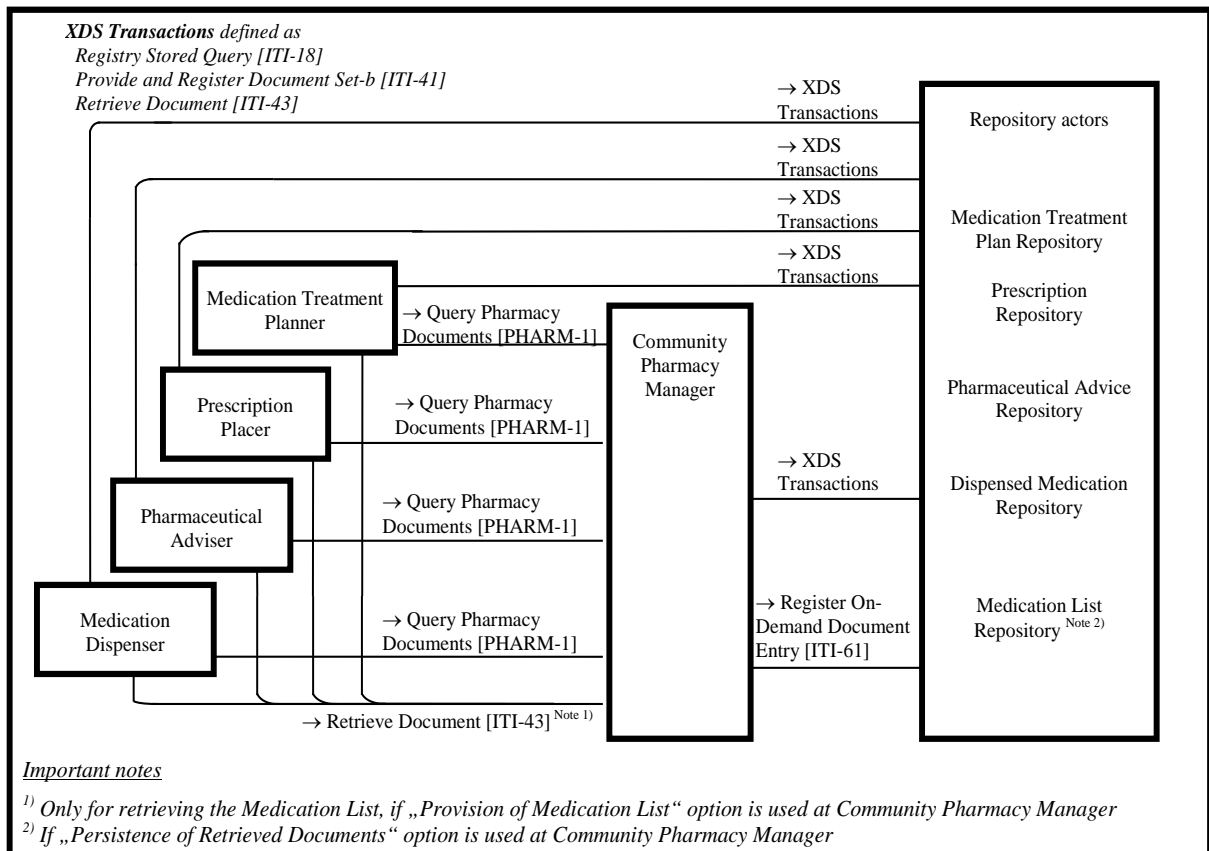 XDS Transactions defined as
Registry Stored Query [ITI-18]
Provide and Register Document Set-b [ITI-41]
Retrieve Document [ITI-43]
→ XDS
Transactions
→ XDS
Transactions
→ XDS
Transactions
→ XDS
Transactions
Repository actors
Medication Treatment
Plan Repository
Prescription
Repository
Pharmaceutical Advice
Repository
Dispensed Medication
Repository
Medication List
Repository Note 2)
Medication Treatment
Planner
→ Query Pharmacy
Documents [PHARM-1]
Community
Pharmacy
Manager
Prescription
Placer
→ Query Pharmacy
Documents [PHARM-1]
→ XDS
Transactions
Pharmaceutical
Adviser
→ Query Pharmacy
Documents [PHARM-1]
Medication
Dispenser
→ Query Pharmacy
Documents [PHARM-1]
→ Register On-
Demand Document
Entry [ITI-61]
→ Retrieve Document [ITI-43] Note 1)
Important notes
1) Only for retrieving the Medication List, if „Provision of Medication List“ option is used at Community Pharmacy Manager
2) If „Persistence of Retrieved Documents“ option is used at Community Pharmacy Manager